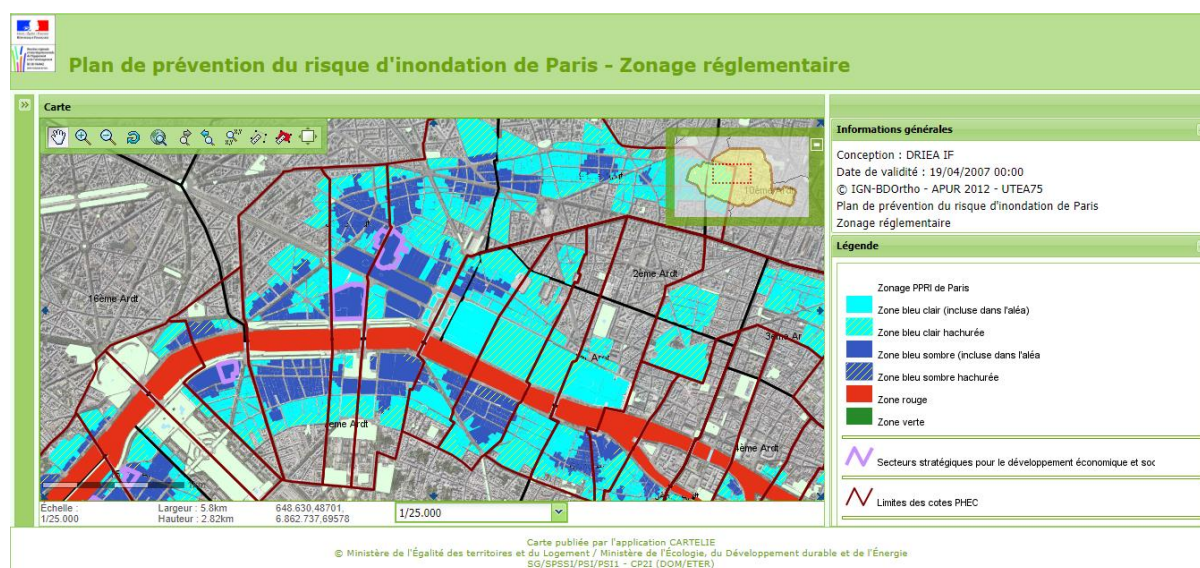 Plan de prévention du risque d'inondation de Paris - Zonage réglementaire
Carte
10ème Ardt
2ème Ardt
16ème Ardt
3ème Ar
7ème Ardt
4ème Ardt
Échelle :
1/25.000
Largeur : 5.8km
Hauteur : 2.82km
648.630,48701,
6.862.737,69578
1/25.000
Informations générales
Conception : DRIEA IF
Date de validité : 19/04/2007 00:00
© IGN-BDOrtho - APUR 2012 - UTEA75
Plan de prévention du risque d'inondation de Paris
Zonage réglementaire
Légende
Zonage PPRI de Paris
Zone bleu clair (incluse dans l'aléa)
Zone bleu clair hachurée
Zone bleu sombre (incluse dans l'aléa
Zone bleu sombre hachurée
Zone rouge
Zone verte
Secteurs stratégiques pour le développement économique et soc
Limites des cotes PHEC
Carte publiée par l'application CARTELIE
© Ministère de l'Égalité des territoires et du Logement / Ministère de l'Écologie, du Développement durable et de l'Énergie
SG/SPSSI/PSI/PSI1 - CP2I (DOM/ETER)